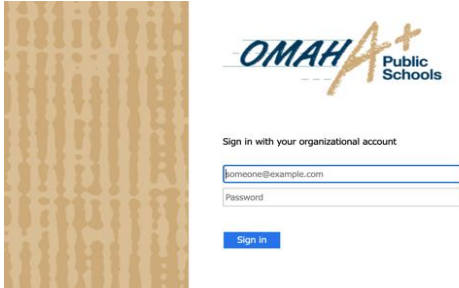 OMAHA+
Public
Schools
Sign in with your organizational account
someone@example.com
Password
Sign in